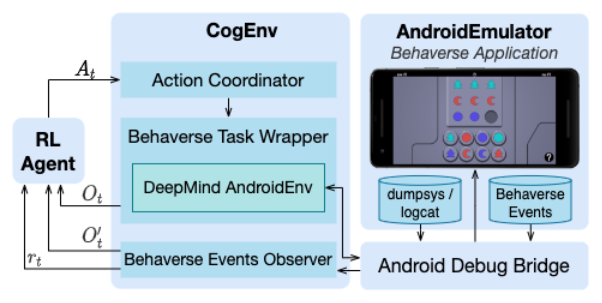 CogEnv
AndroidEmulator
Behaverse Application
A_t
Action Coordinator
RL
Agent
Behaverse Task Wrapper
DeepMind AndroidEnv
O_t
O'_t
r_t
Behaverse Events Observer
?
dumpsys /
logcat
Behaverse
Events
Android Debug Bridge